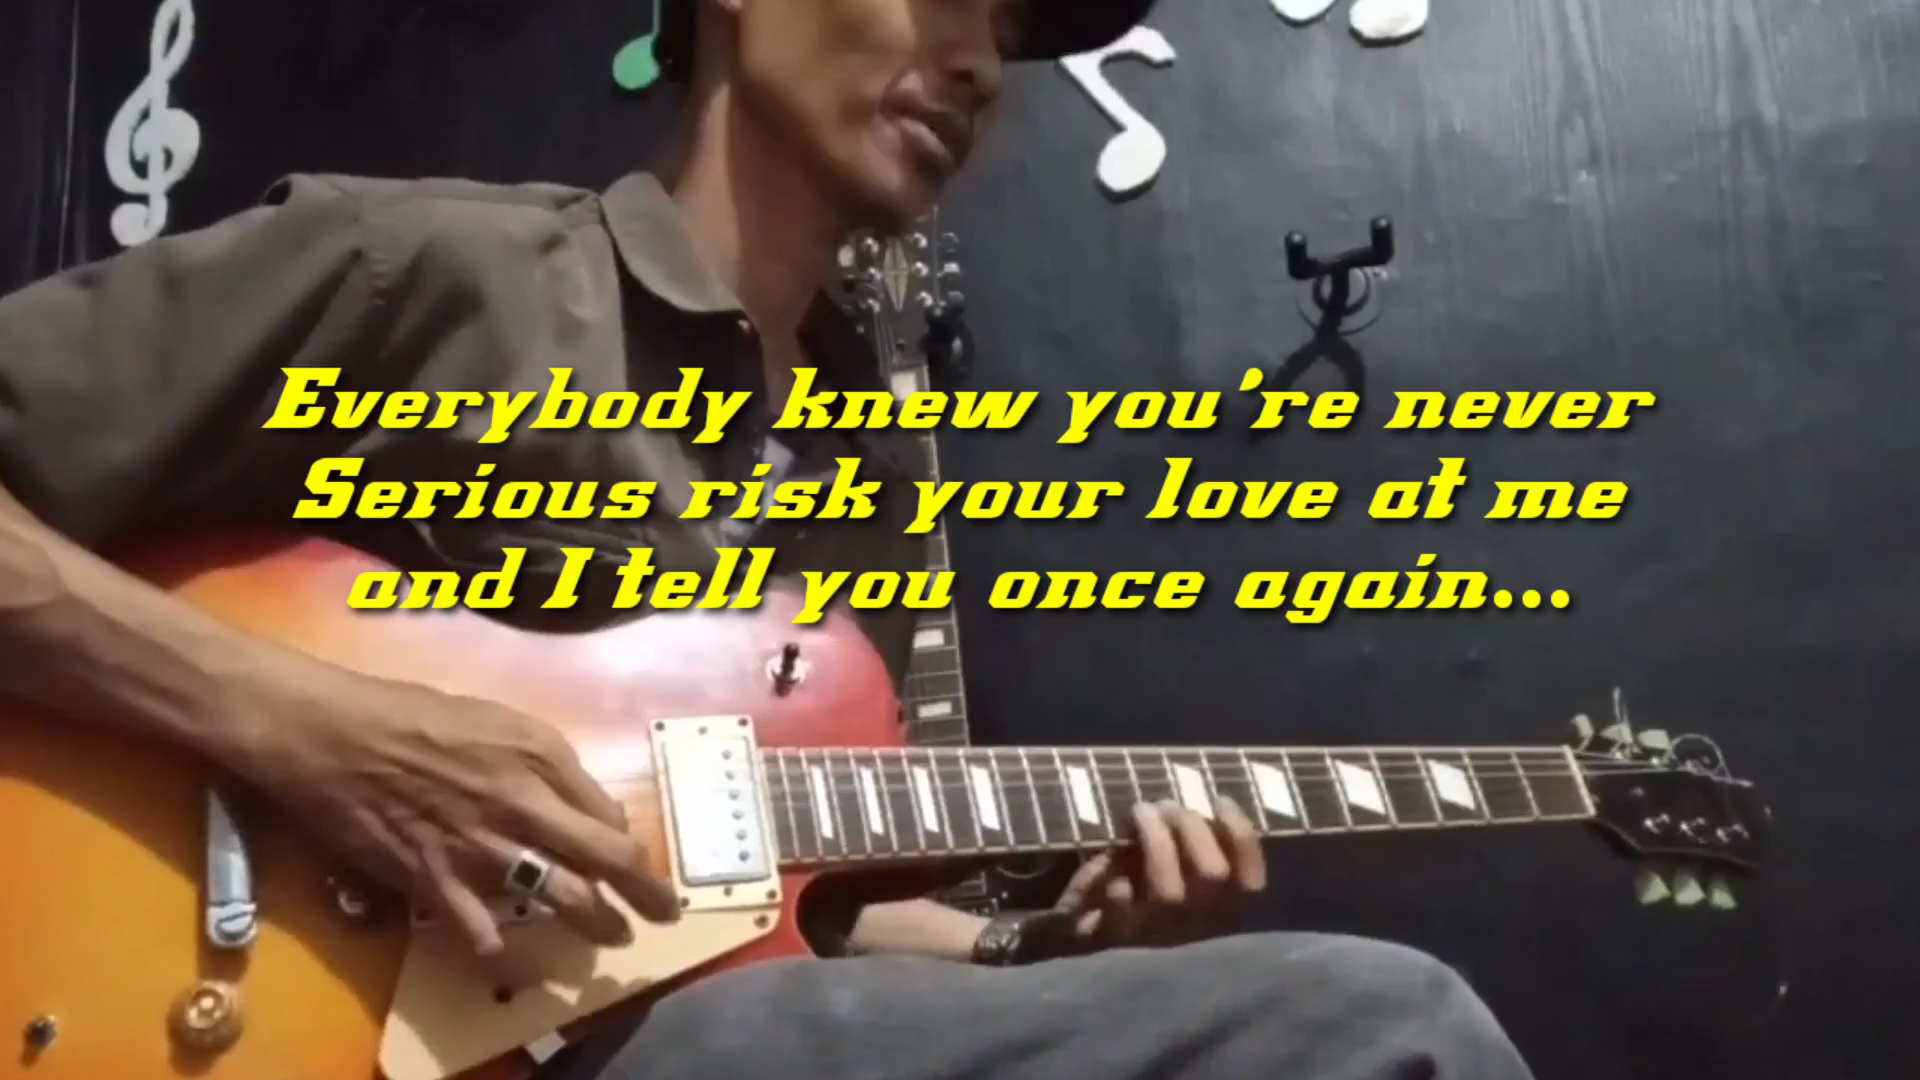 Everybody knew you're never
Serious risk your love at me
and I tell you once again...